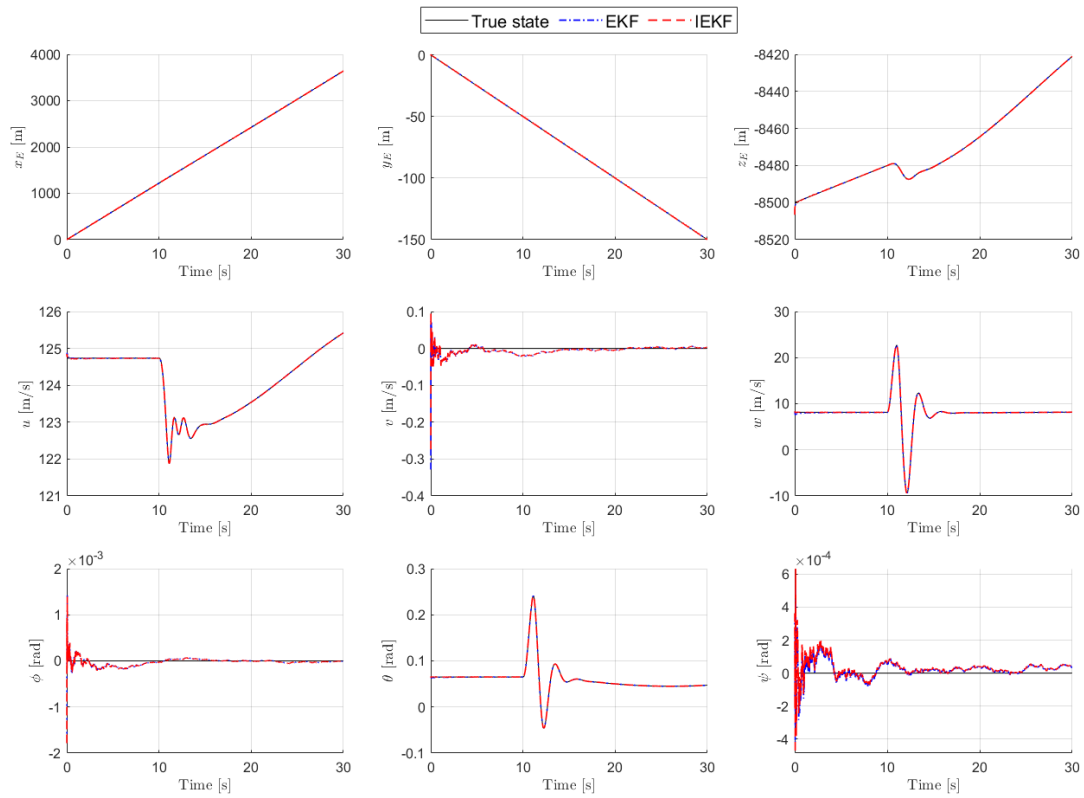 True state EKF IEKF
4000
3000
2000
1000
0
x_E [m]
0 10 20 30
Time [s]
0
-50
-100
-150
y_E [m]
0 10 20 30
Time [s]
-8420
-8440
-8460
-8480
-8500
-8520
z_E [m]
0 10 20 30
Time [s]
126
125
124
123
122
121
u [m/s]
0 10 20 30
Time [s]
0.1
0
-0.1
-0.2
-0.3
-0.4
v [m/s]
0 10 20 30
Time [s]
30
20
10
0
-10
w [m/s]
0 10 20 30
Time [s]
×10⁻³
2
1
0
-1
-2
ϕ [rad]
0 10 20 30
Time [s]
0.3
0.2
0.1
0
-0.1
θ [rad]
0 10 20 30
Time [s]
×10⁻⁴
6
4
2
0
-2
-4
ψ [rad]
0 10 20 30
Time [s]